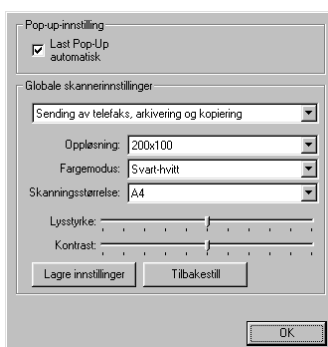 Pop-up-innstilling
Last Pop-Up
automatisk
Globale skannerinnstillinger
Sending av telefaks, arkivering og kopiering
Oppløsning: 200x100
Fargemodus: Svart-hvitt
Skanningsstørrelse: A4
Lysstyrke:
Kontrast:
Lagre innstillinger Tilbakestill
OK